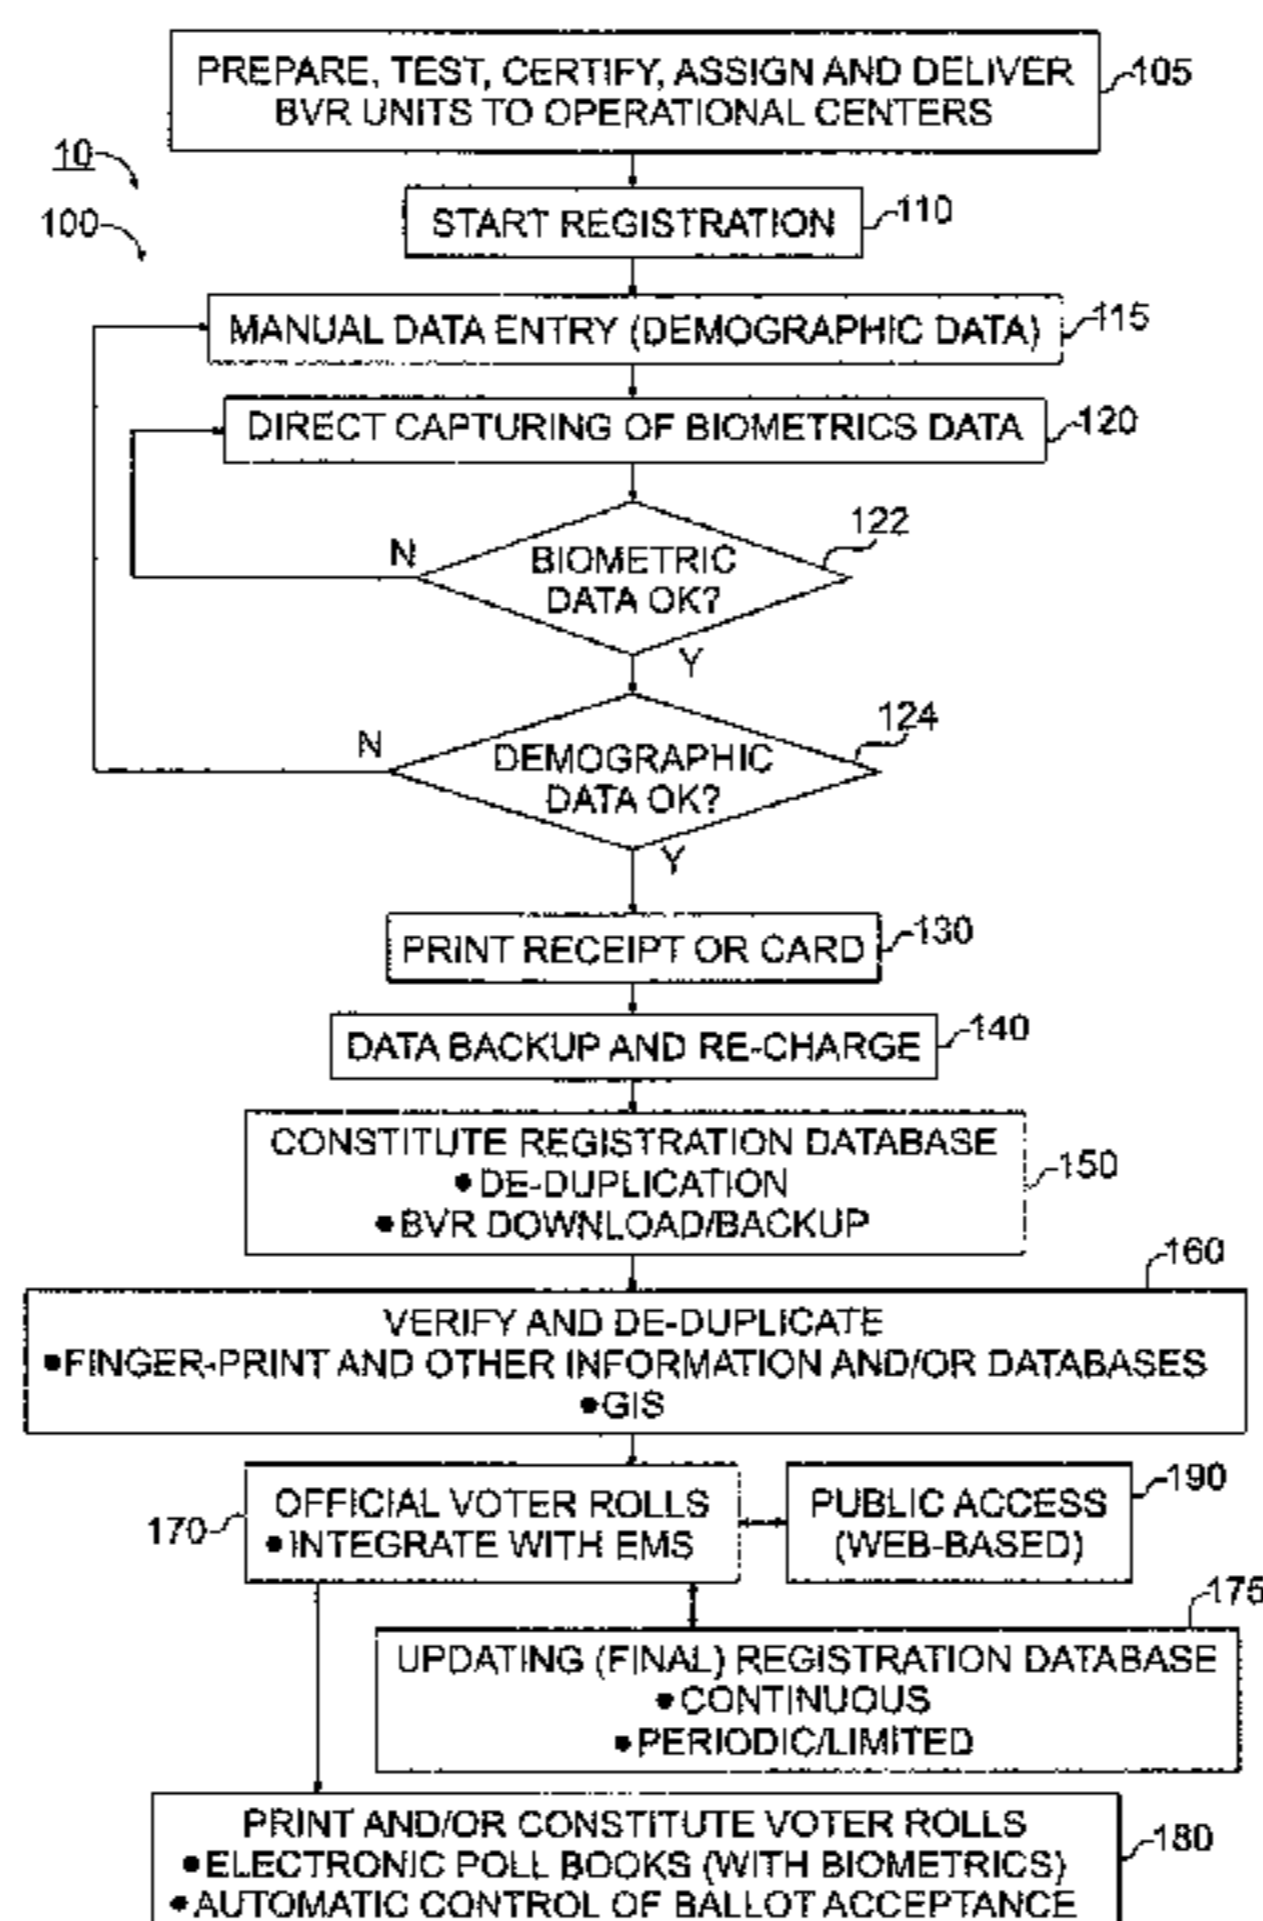 PREPARE, TEST, CERTIFY, ASSIGN AND DELIVER
BVR UNITS TO OPERATIONAL CENTERS
105
10
100
START REGISTRATION
110
MANUAL DATA ENTRY (DEMOGRAPHIC DATA)
115
DIRECT CAPTURING OF BIOMETRICS DATA
120
122
N
BIOMETRIC
DATA OK?
Y
124
N
DEMOGRAPHIC
DATA OK?
Y
PRINT RECEIPT OR CARD
130
DATA BACKUP AND RE-CHARGE
140
CONSTITUTE REGISTRATION DATABASE
•DE-DUPLICATION
•BVR DOWNLOAD/BACKUP
150
160
VERIFY AND DE-DUPLICATE
•FINGER-PRINT AND OTHER INFORMATION AND/OR DATABASES
•GIS
170
OFFICIAL VOTER ROLLS
•INTEGRATE WITH EMS
PUBLIC ACCESS
(WEB-BASED)
190
175
UPDATING (FINAL) REGISTRATION DATABASE
•CONTINUOUS
•PERIODIC/LIMITED
PRINT AND/OR CONSTITUTE VOTER ROLLS
•ELECTRONIC POLL BOOKS (WITH BIOMETRICS)
•AUTOMATIC CONTROL OF BALLOT ACCEPTANCE
180